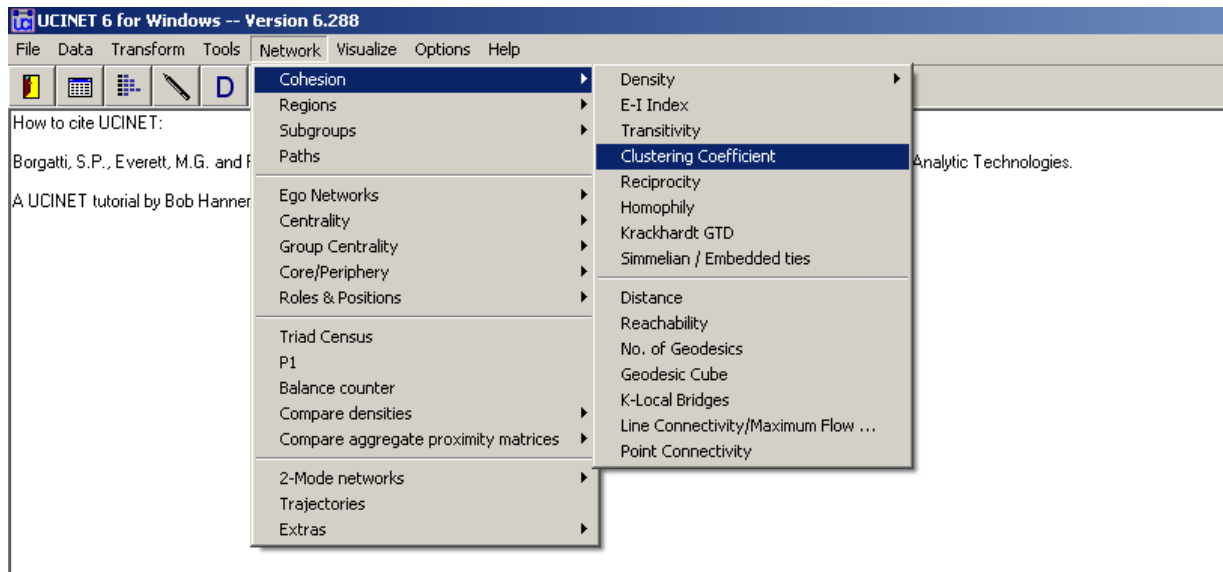 UCINET 6 for Windows -- Version 6.288
File Data Transform Tools Network Visualize Options Help
D
How to cite UCINET:
Borgatti, S.P., Everett, M.G. and
Analytic Technologies.
A UCINET tutorial by Bob
Cohesion
Regions
Subgroups
Paths
Ego Networks
Centrality
Group Centrality
Core/Periphery
Roles & Positions
Triad Census
P1
Balance counter
Compare densities
Compare aggregate proximity matrices
2-Mode networks
Trajectories
Extras
Density
E-I Index
Transitivity
Clustering Coefficient
Reciprocity
Homophily
Krackhardt GTD
Simmelian / Embedded ties
Distance
Reachability
No. of Geodesics
Geodesic Cube
K-Local Bridges
Line Connectivity/Maximum Flow ...
Point Connectivity